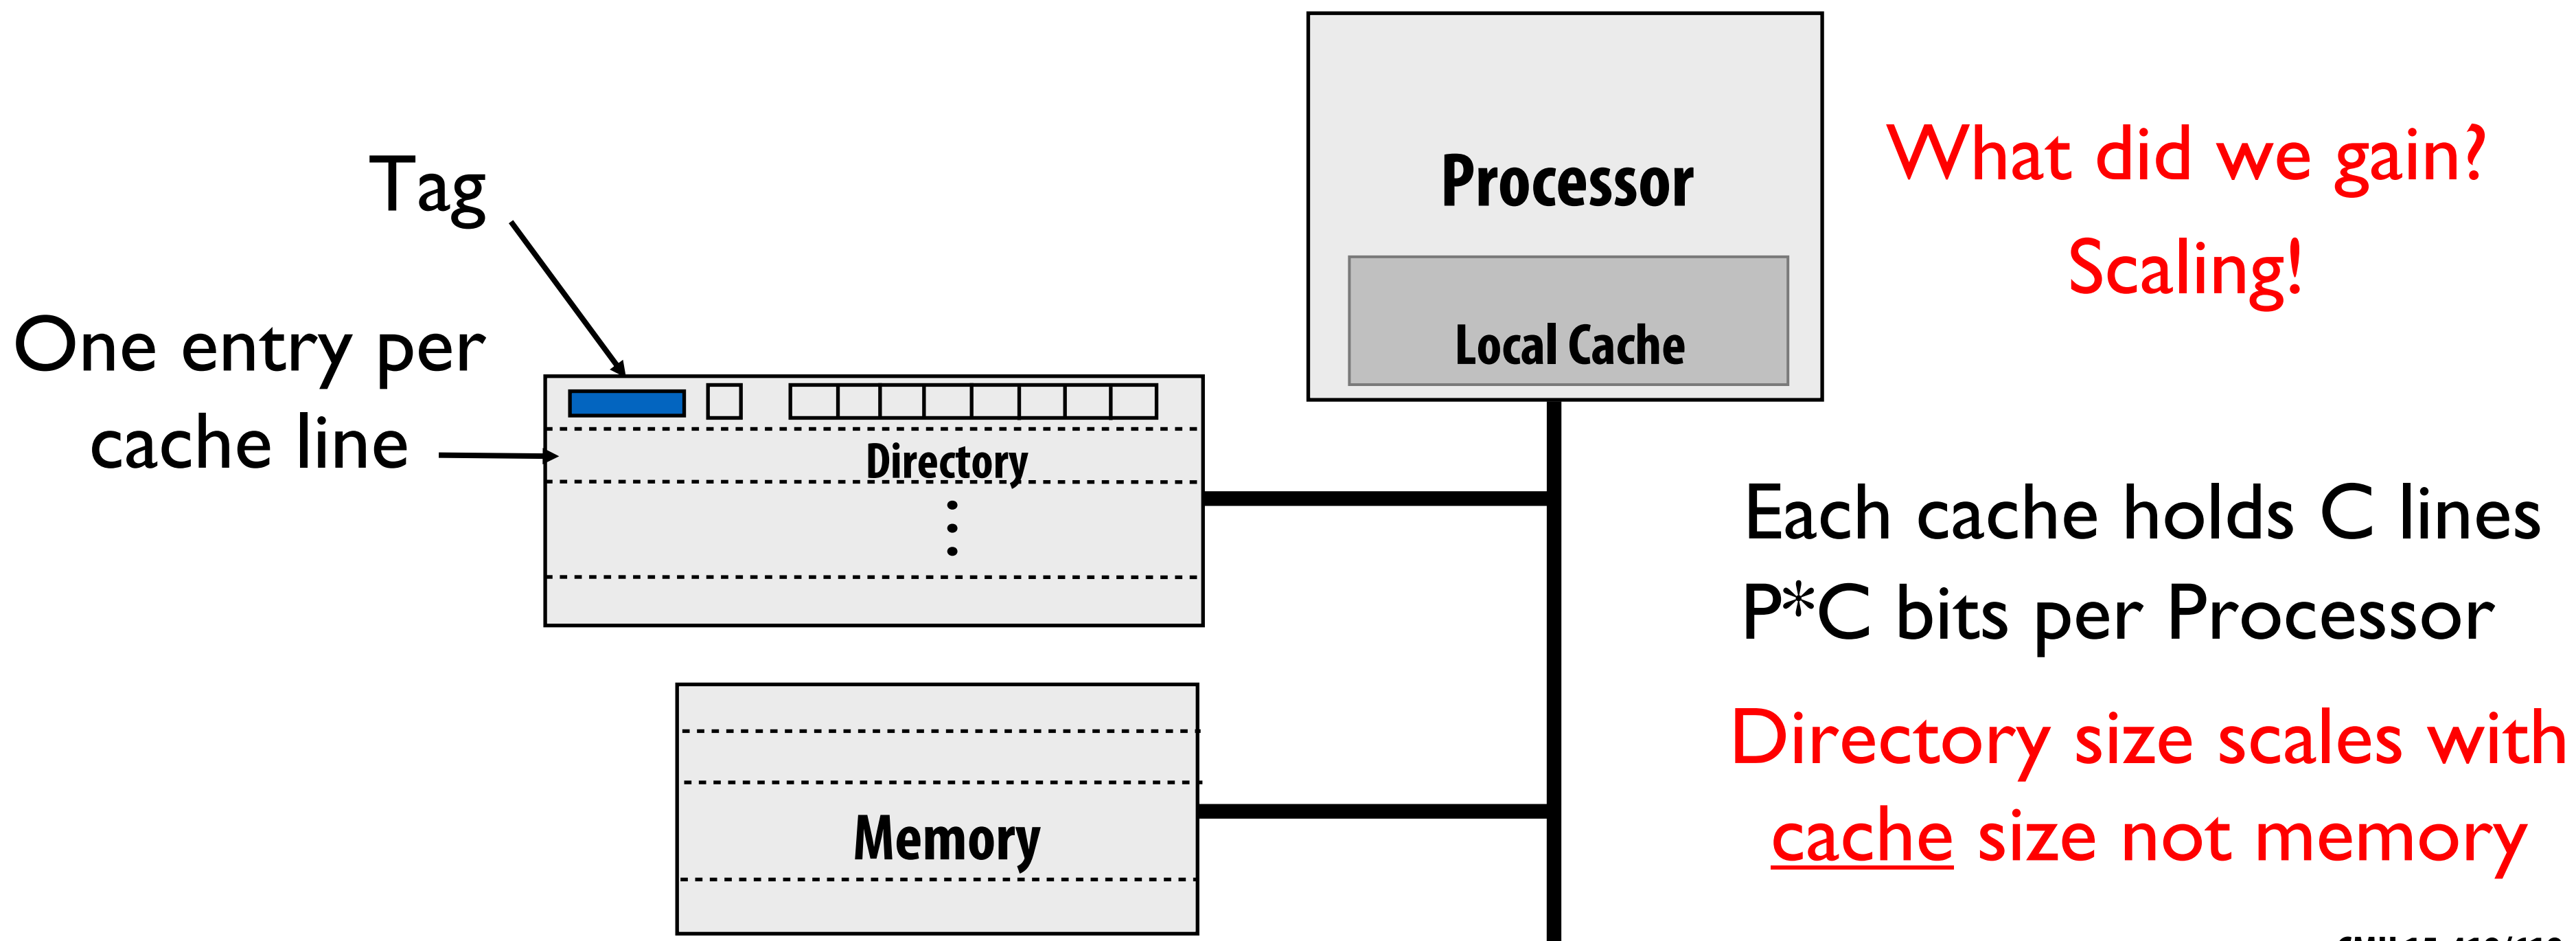 Tag
One entry per
cache line
Directory
Memory
Processor
Local Cache
What did we gain?
Scaling!
Each cache holds C lines
P*C bits per Processor
Directory size scales with
cache size not memory